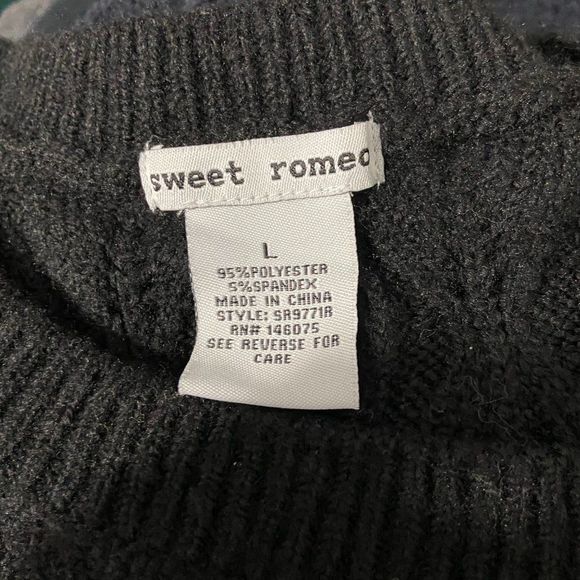 sweet romeo
L
95%POLYESTER
5%SPANDEX
MADE IN CHINA
STYLE: SR9771R
RN# 146075
SEE REVERSE FOR
CARE